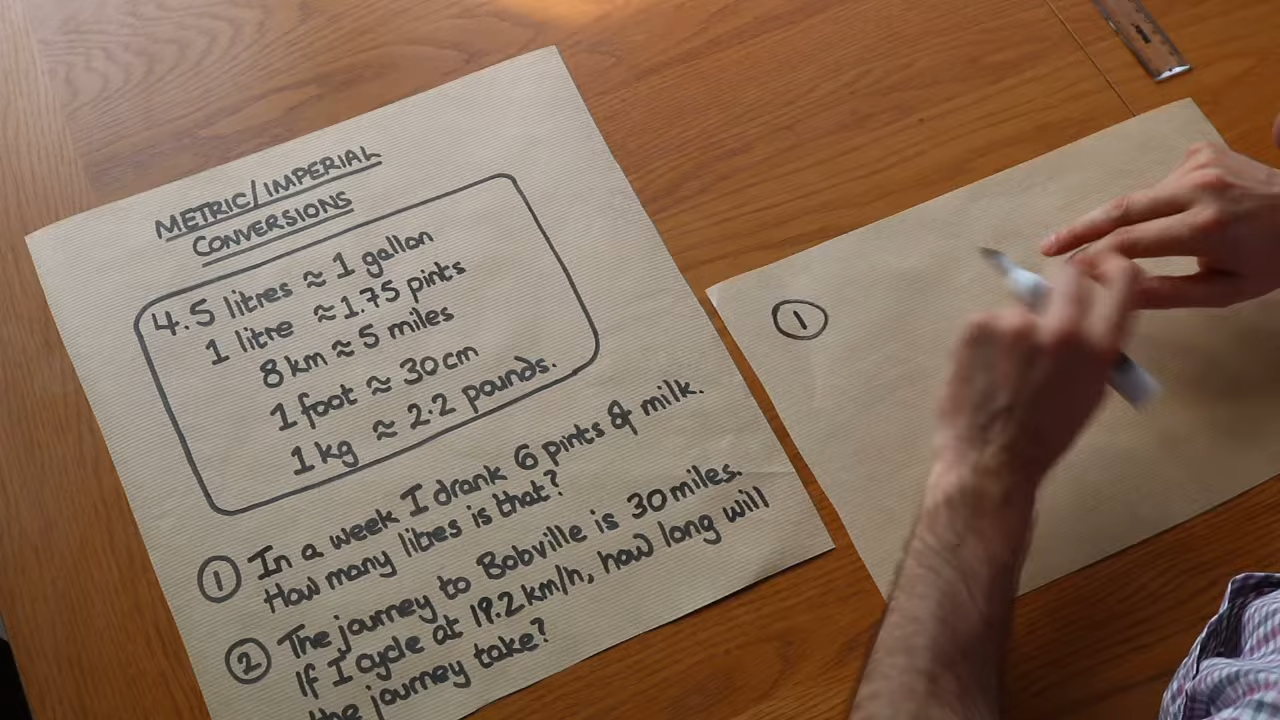 METRIC/IMPERIAL
CONVERSIONS
4.5 litres ≈ 1 gallon
1 litre ≈ 1.75 pints
8 km ≈ 5 miles
1 foot ≈ 30 cm
1 kg ≈ 2.2 pounds.
1 In a week I drank 6 pints of milk.
How many litres is that?
2 The journey to Bobville is 30 miles.
If I cycle at 19.2 km/h, how long will
the journey take?
1